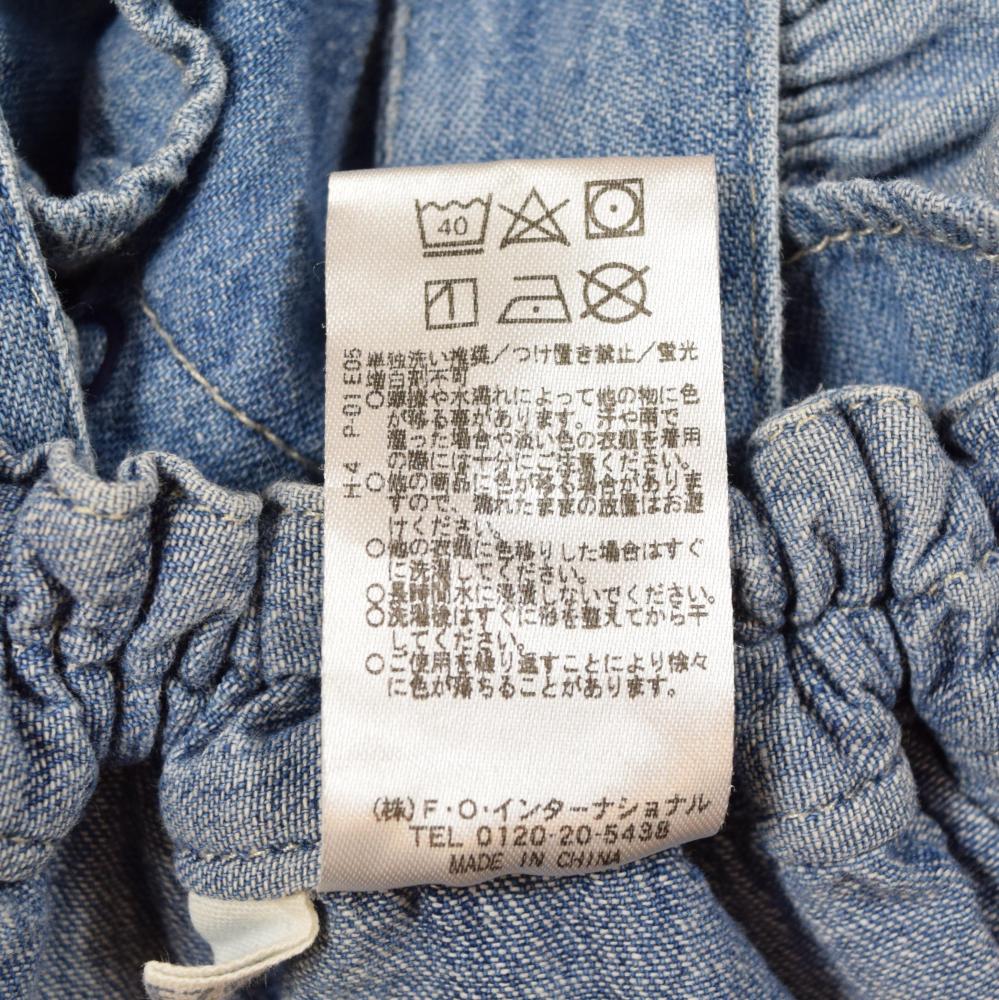 40
H-4 P-01 E05
単独洗い推奨/つけ置き禁止/蛍光
増白剤不可
○摩擦や水濡れによって他の物に色
が移る事があります。汗や雨で
湿った場合や淡い色の衣類を着用
の際には十分にご注意ください。
○他の商品に色が移る場合がありま
すので、濡れたままの放置はお避
けください。
○他の衣類に色移りした場合はすぐ
に洗濯してください。
○長時間水に浸漬しないでください。
○洗濯後はすぐに形を整えてから干
してください。
○ご使用を繰り返すことにより徐々
に色が落ちることがあります。
(株)F・O・インターナショナル
TEL 0120-20-5438
MADE IN CHINA